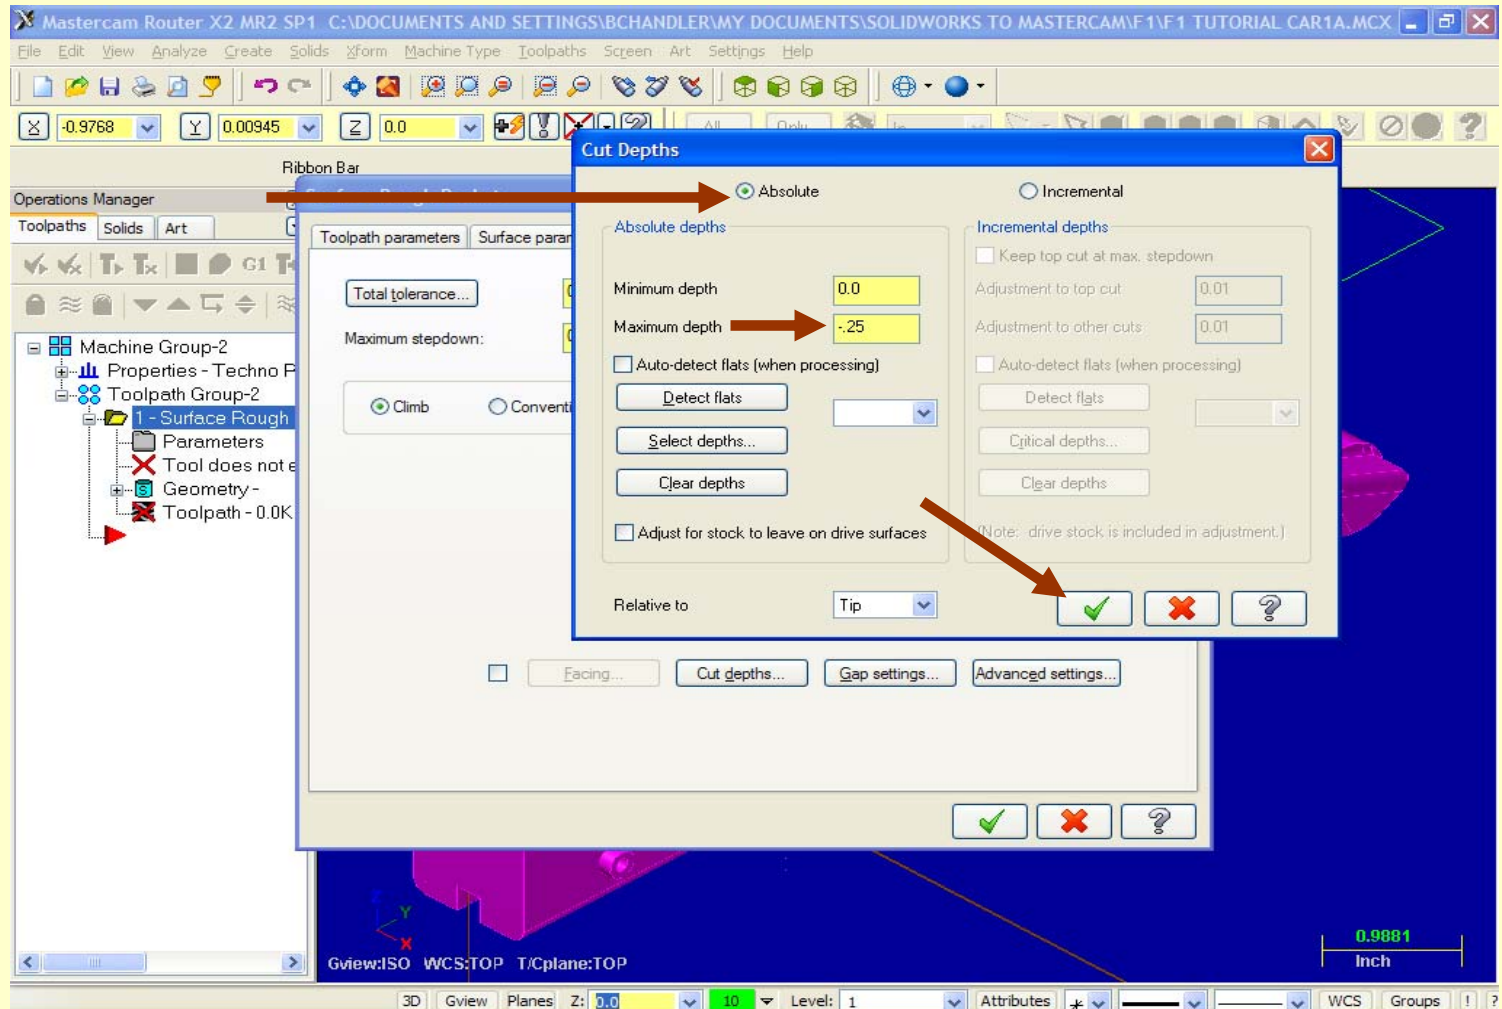 Mastercam Router X2 MR2 SP1 C:\DOCUMENTS AND SETTINGS\BCHANDLER\MY DOCUMENTS\SOLIDWORKS TO MASTERCAM\F1\F1 TUTORIAL CAR1A.MCX
File Edit View Analyze Create Solids Xform Machine Type Toolpaths Screen Art Settings Help
X -0.9768 Y 0.00945 Z 0.0
Ribbon Bar
Operations Manager
Toolpaths Solids Art
G1
Machine Group-2
Properties - Techno
Toolpath Group-2
1 - Surface Rough
Parameters
Tool does not
Geometry -
Toolpath - 0.0K
Toolpath parameters Surface
Total tolerance...
Maximum stepdown:
Climb
Facing... Cut depths... Gap settings... Advanced settings...
Cut Depths
Absolute Incremental
Absolute depths
Minimum depth 0.0
Maximum depth -.25
Auto-detect flats (when processing)
Detect flats
Select depths...
Clear depths
Adjust for stock to leave on drive surfaces
Relative to Tip
Incremental depths
Keep top cut at max. stepdown
Adjustment to top cut 0.01
Adjustment to other cuts 0.01
Auto-detect flats (when processing)
Detect flats
Critical depths...
Clear depths
(Note: drive stock is included in adjustment.)
Z
Y
X
Gview:ISO WCS:TOP T/Cplane:TOP
0.9881
Inch
3D Gview Planes Z: 0.0 10 Level: 1 Attributes WCS Groups ! ?